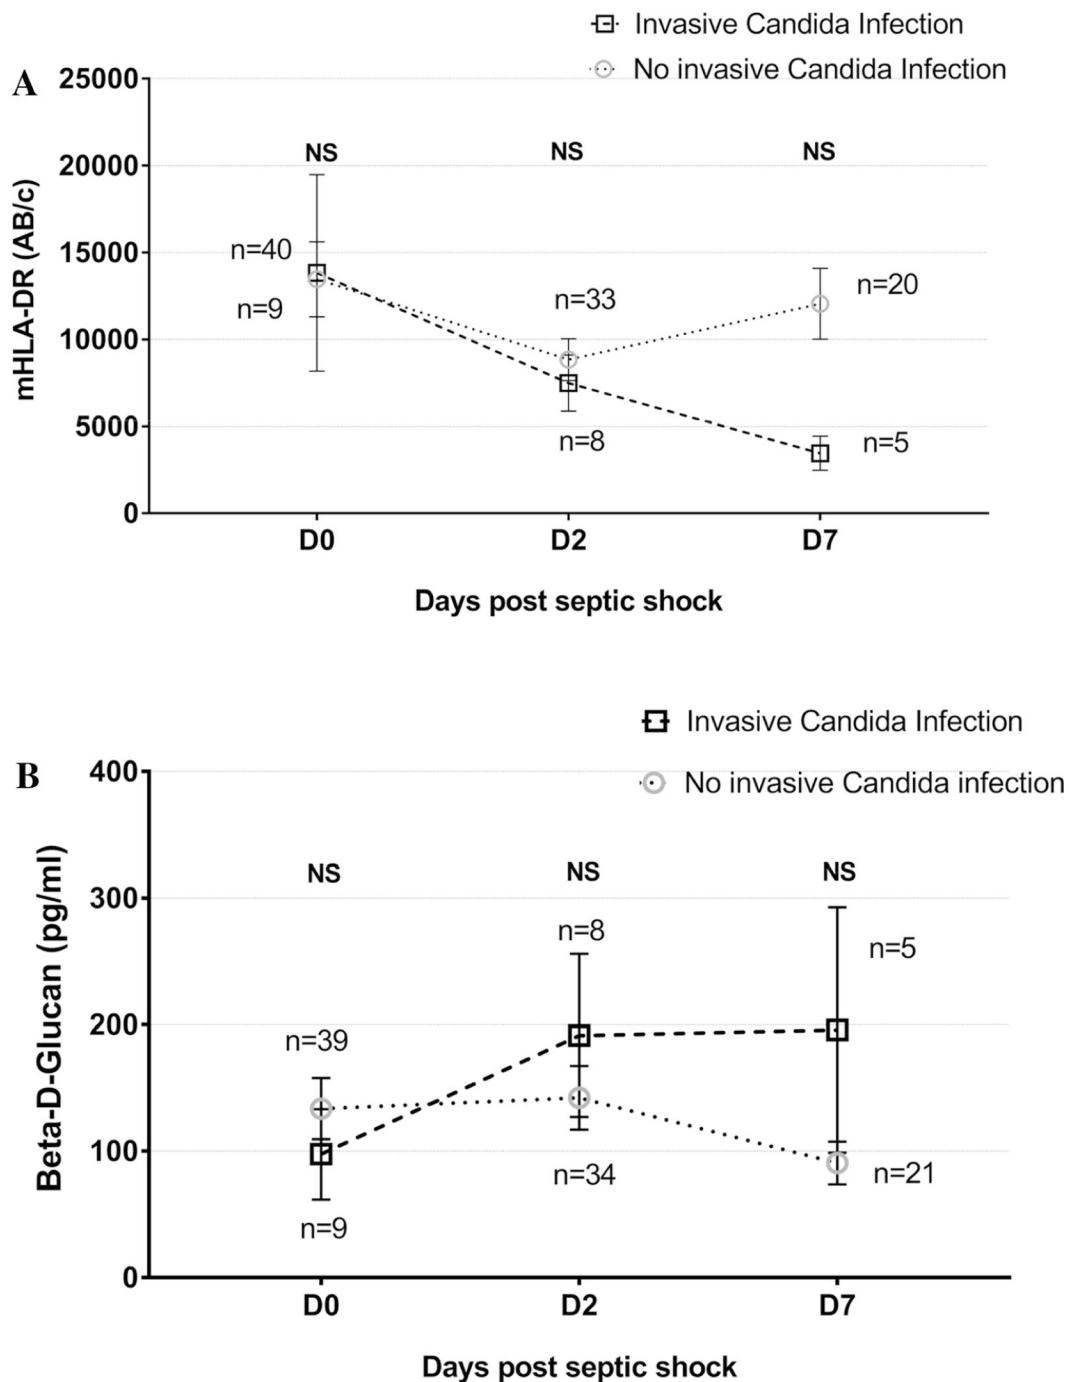 Invasive Candida Infection
No invasive Candida Infection
A
25000
NS NS NS
20000
n=40
15000
n=20
n=33
n=9
mHLA-DR (AB/c)
10000
n=8
n=5
5000
0
D0 D2 D7
Days post septic shock
Invasive Candida Infection
No invasive Candida infection
B
400
NS NS NS
300
n=8
n=5
n=39
200
Beta-D-Glucan (pg/ml)
100
n=34
n=21
n=9
0
D0 D2 D7
Days post septic shock